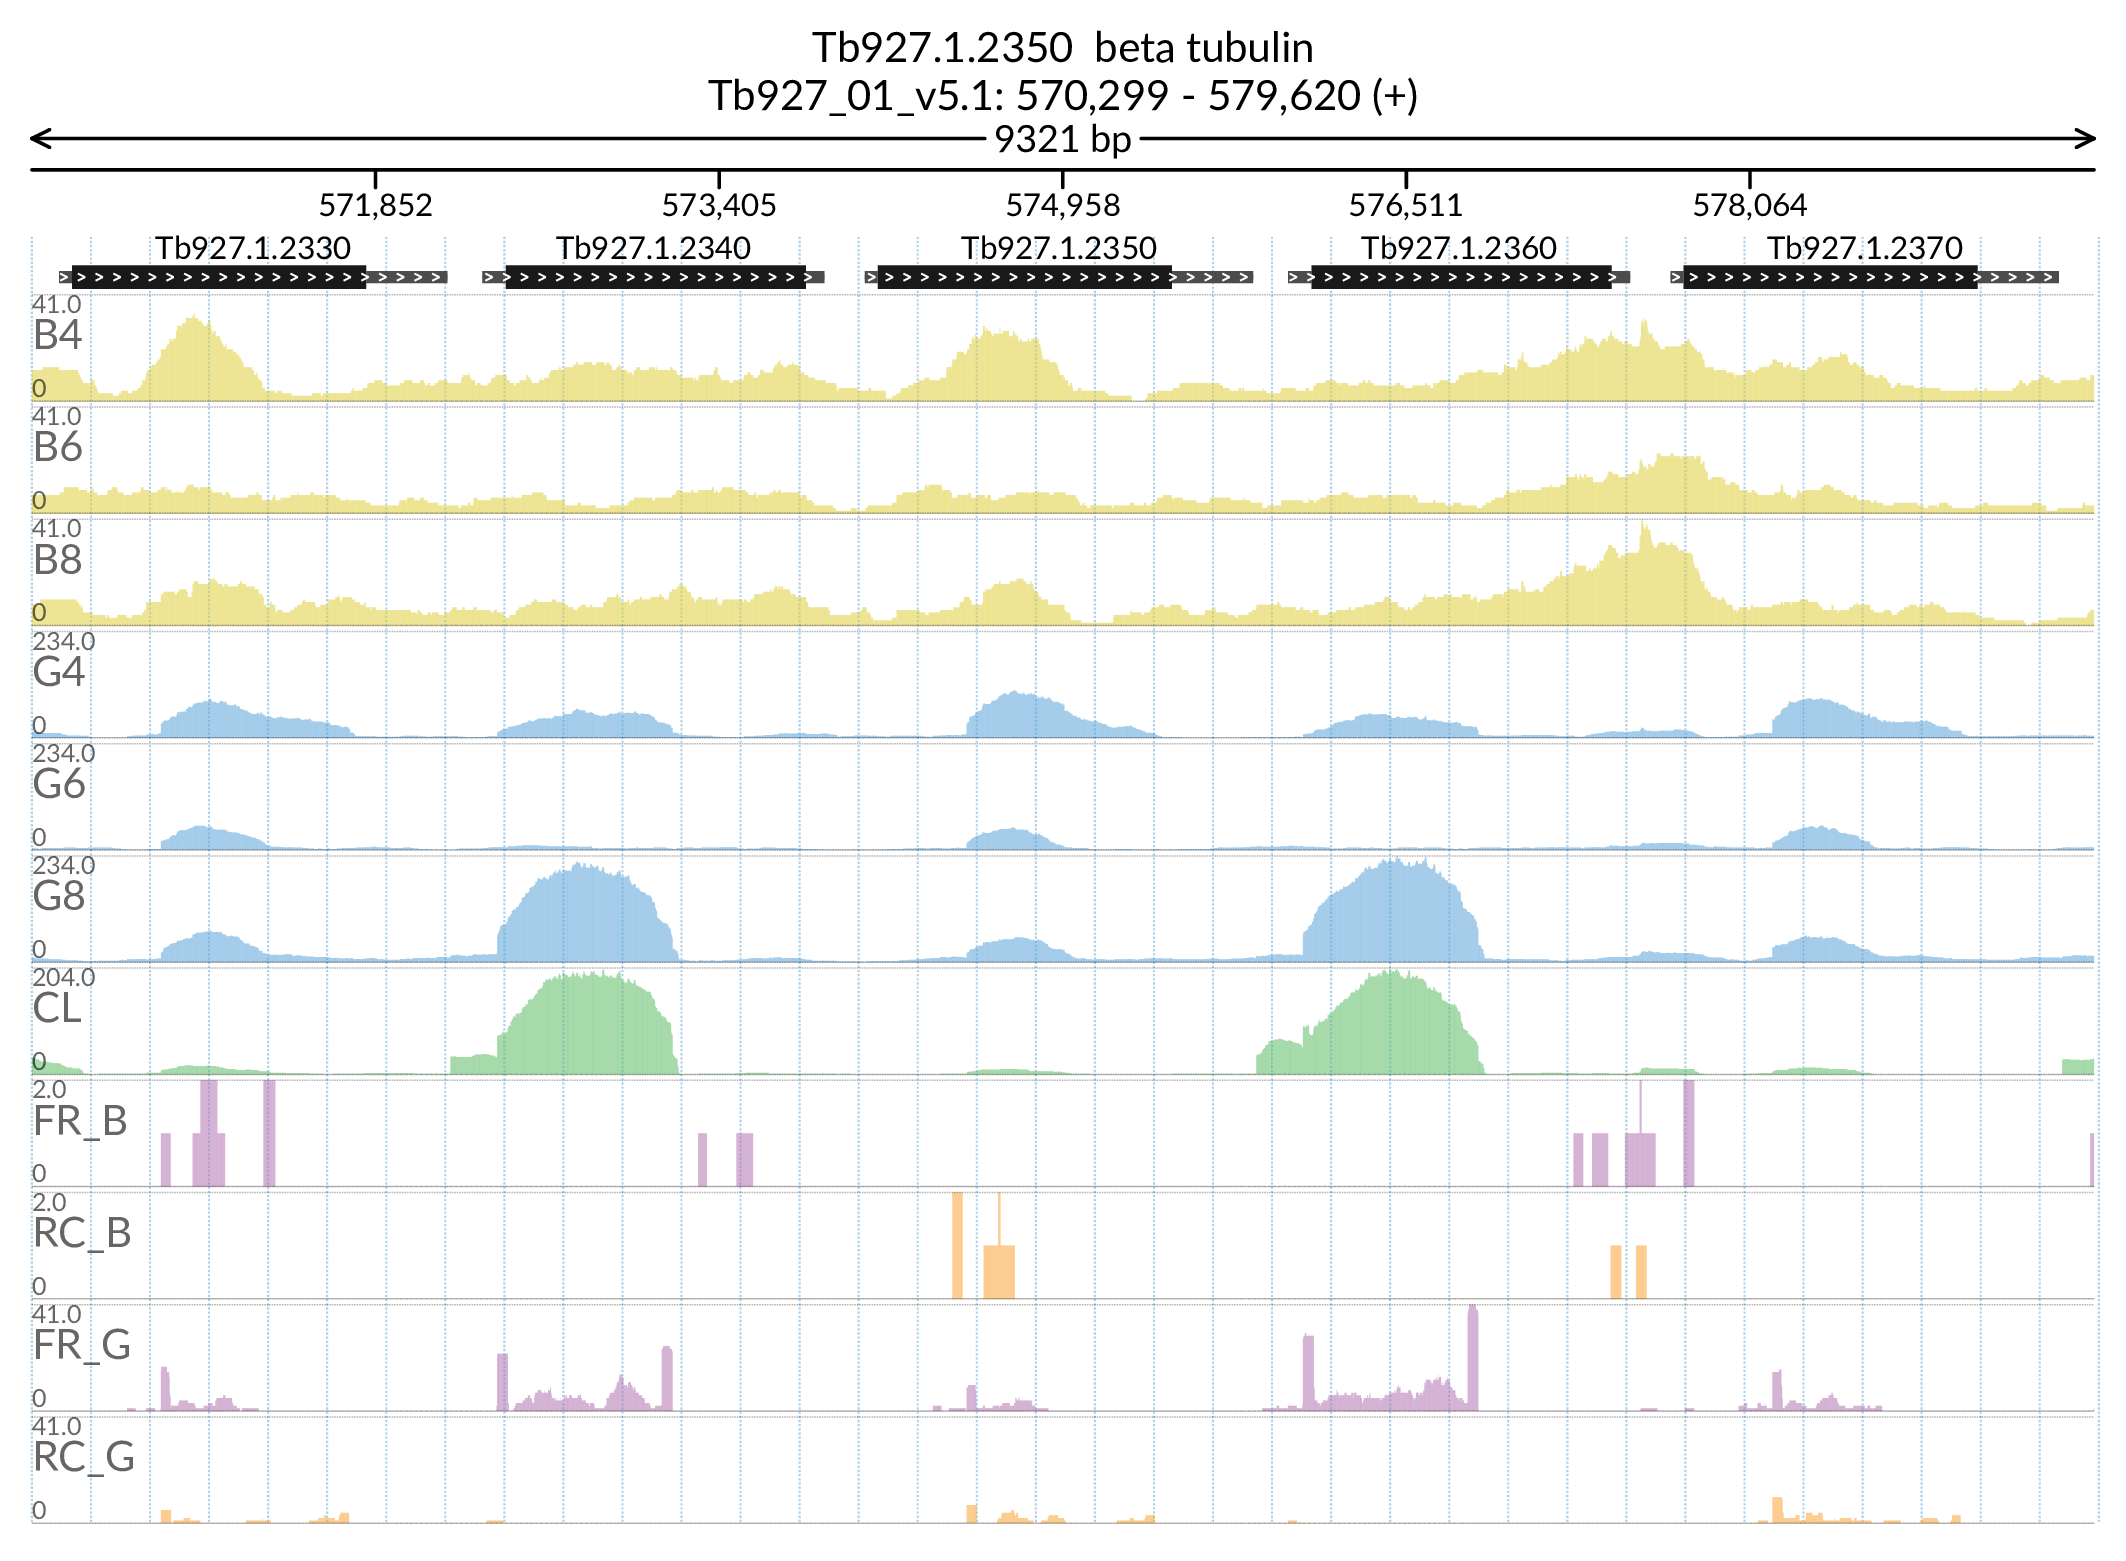 Tb927.1.2350 beta tubulin
Tb927_01_v5.1: 570,299 - 579,620 (+)
9321 bp
571,852 573,405 574,958 576,511 578,064
Tb927.1.2330 Tb927.1.2340 Tb927.1.2350 Tb927.1.2360 Tb927.1.2370
41.0
B4
0
41.0
B6
0
41.0
B8
0
234.0
G4
0
234.0
G6
0
234.0
G8
0
204.0
CL
0
2.0
FR_B
0
2.0
RC_B
0
41.0
FR_G
0
41.0
RC_G
0